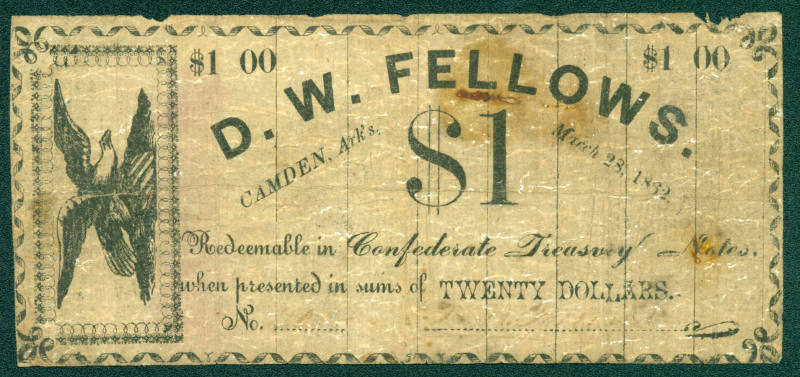 $1 00 $1 00
D. W. FELLOWS.
CAMDEN, Ark's, $1 March 28, 1862.
Redeemable in Confederate Treasury Notes.
when presented in sums of TWENTY DOLLARS.
No.